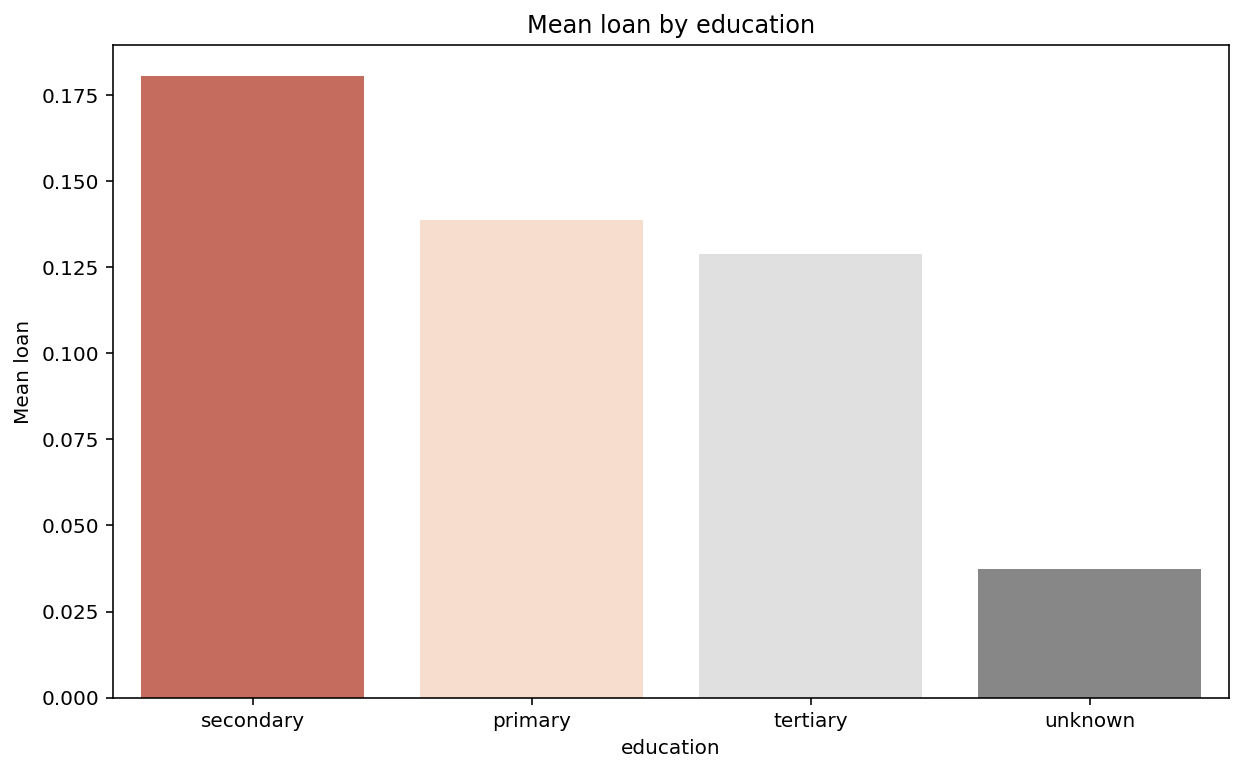 Mean loan by education
Mean loan
0.175
0.150
0.125
0.100
0.075
0.050
0.025
0.000
secondary primary tertiary unknown
education